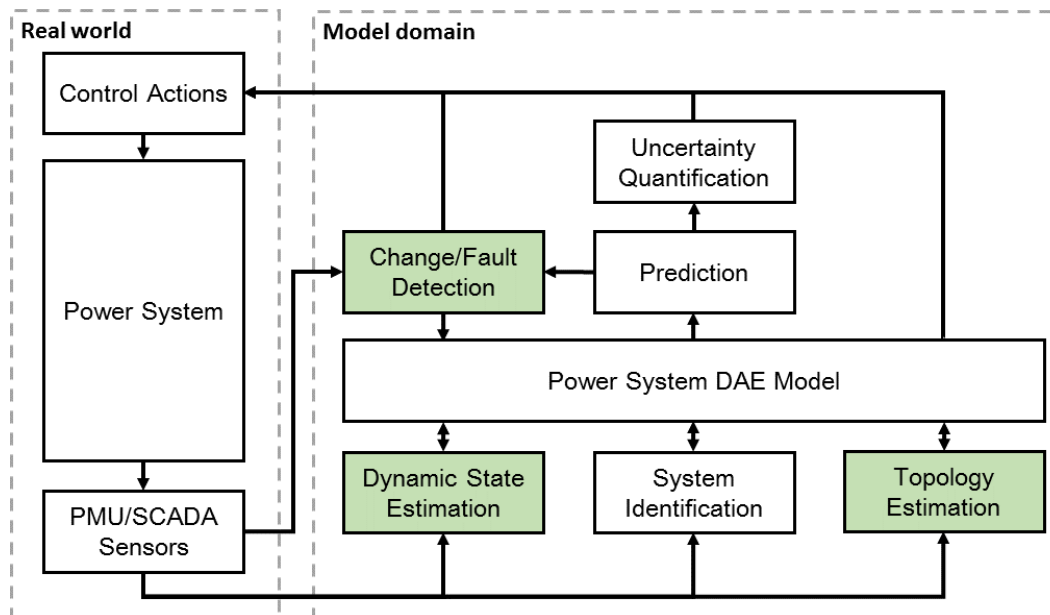 Real world
Control Actions
Power System
PMU/SCADA
Sensors
Model domain
Uncertainty
Quantification
Change/Fault
Detection
Prediction
Power System DAE Model
Dynamic State
Estimation
System
Identification
Topology
Estimation